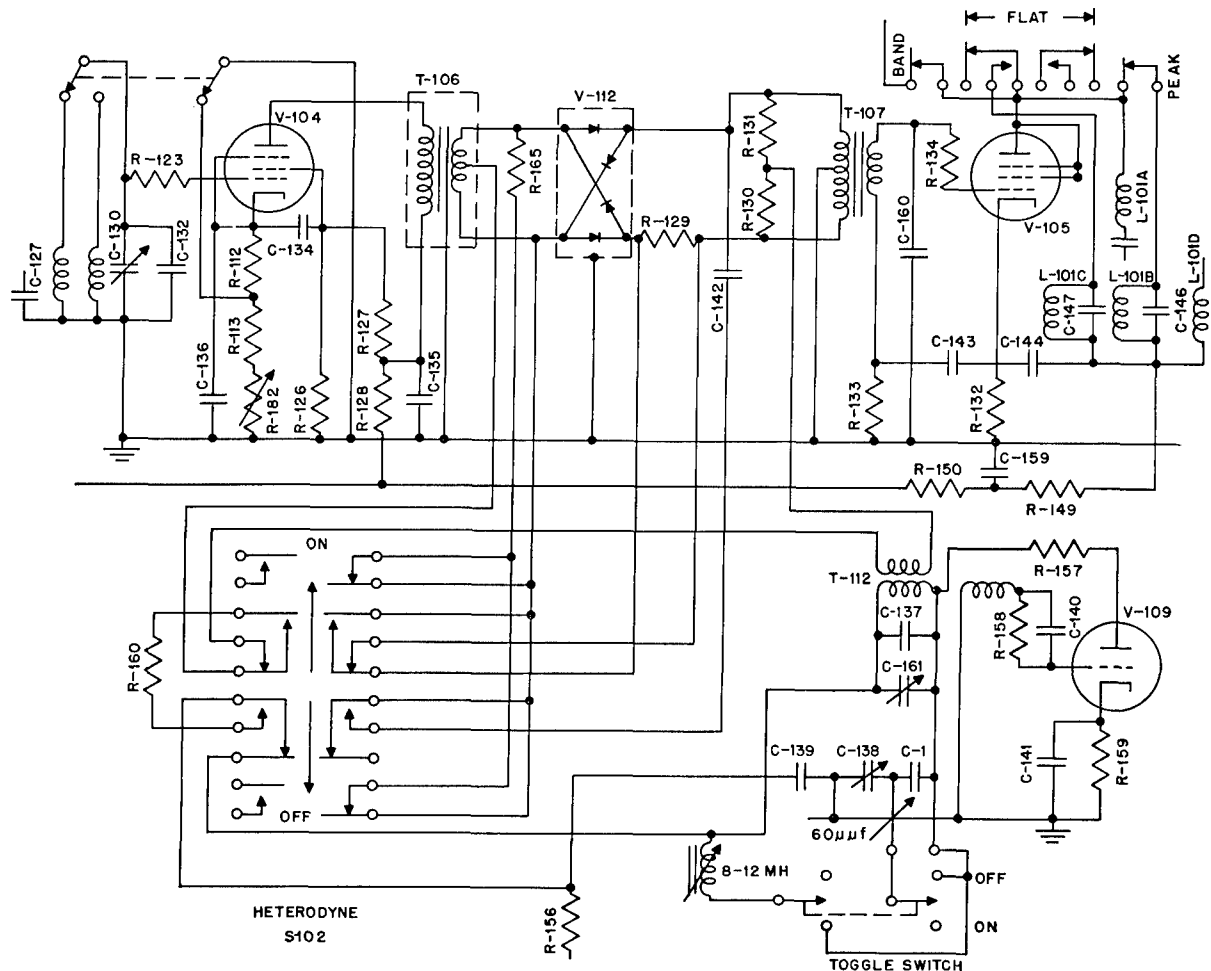 FLAT
BAND
PEAK
T-106
V-112
V-104
R-131
T-107
R-123
R-165
R-134
R-130
C-160
L-101A
R-129
V-105
C-130
C-132
C-134
C-127
R-112
C-142
L-101C
L-101B
L-101D
C-147
C-146
R-113
R-127
C-143
C-144
C-136
C-135
R-182
R-126
R-128
R-133
R-132
C-159
R-150
R-149
ON
R-157
T-112
C-137
R-158
C-140
V-109
R-160
C-161
C-139
C-138
C-1
C-141
R-159
OFF
60µµf
8-12 MH
OFF
HETERODYNE
S-102
R-156
ON
TOGGLE SWITCH